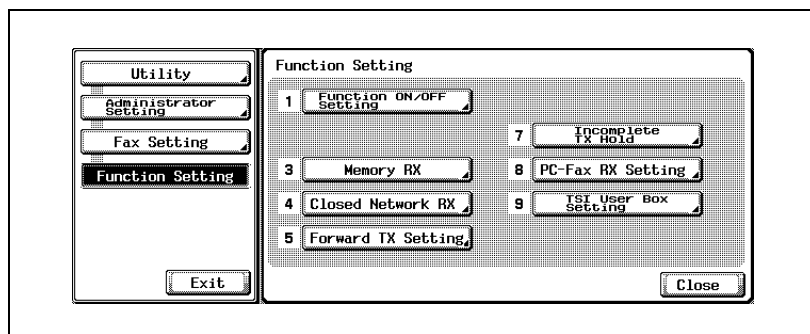 Utility
Administrator
Setting
Fax Setting
Function Setting
Exit
Function Setting
1 Function ON/OFF
Setting
3 Memory RX
4 Closed Network RX
5 Forward TX Setting
7 Incomplete
TX Hold
8 PC-Fax RX Setting
9 TSI User Box
Setting
Close